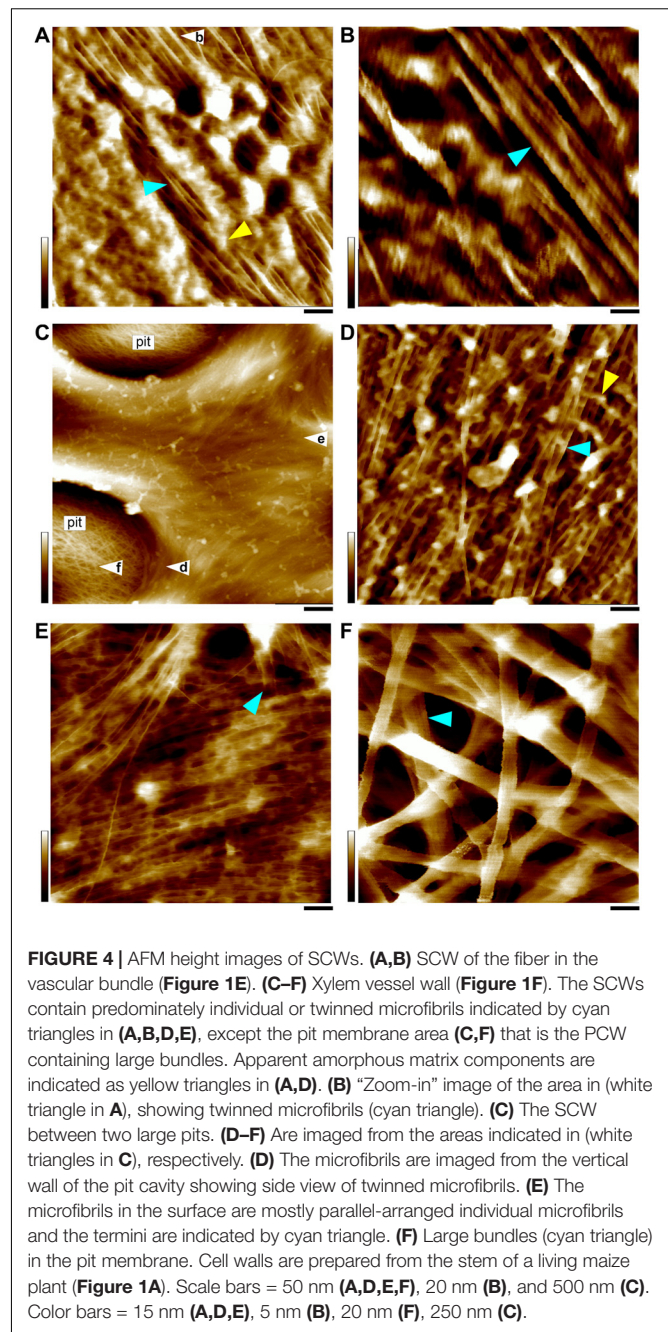 A
b
B
C
pit
e
pit
f
d
D
E
F
FIGURE 4 | AFM height images of SCWs. (A,B) SCW of the fiber in the
vascular bundle (Figure 1E). (C–F) Xylem vessel wall (Figure 1F). The SCWs
contain predominately individual or twinned microfibrils indicated by cyan
triangles in (A,B,D,E), except the pit membrane area (C,F) that is the PCW
containing large bundles. Apparent amorphous matrix components are
indicated as yellow triangles in (A,D). (B) “Zoom-in” image of the area in (white
triangle in A), showing twinned microfibrils (cyan triangle). (C) The SCW
between two large pits. (D–F) Are imaged from the areas indicated in (white
triangles in C), respectively. (D) The microfibrils are imaged from the vertical
wall of the pit cavity showing side view of twinned microfibrils. (E) The
microfibrils in the surface are mostly parallel-arranged individual microfibrils
and the termini are indicated by cyan triangle. (F) Large bundles (cyan triangle)
in the pit membrane. Cell walls are prepared from the stem of a living maize
plant (Figure 1A). Scale bars = 50 nm (A,D,E,F), 20 nm (B), and 500 nm (C).
Color bars = 15 nm (A,D,E), 5 nm (B), 20 nm (F), 250 nm (C).